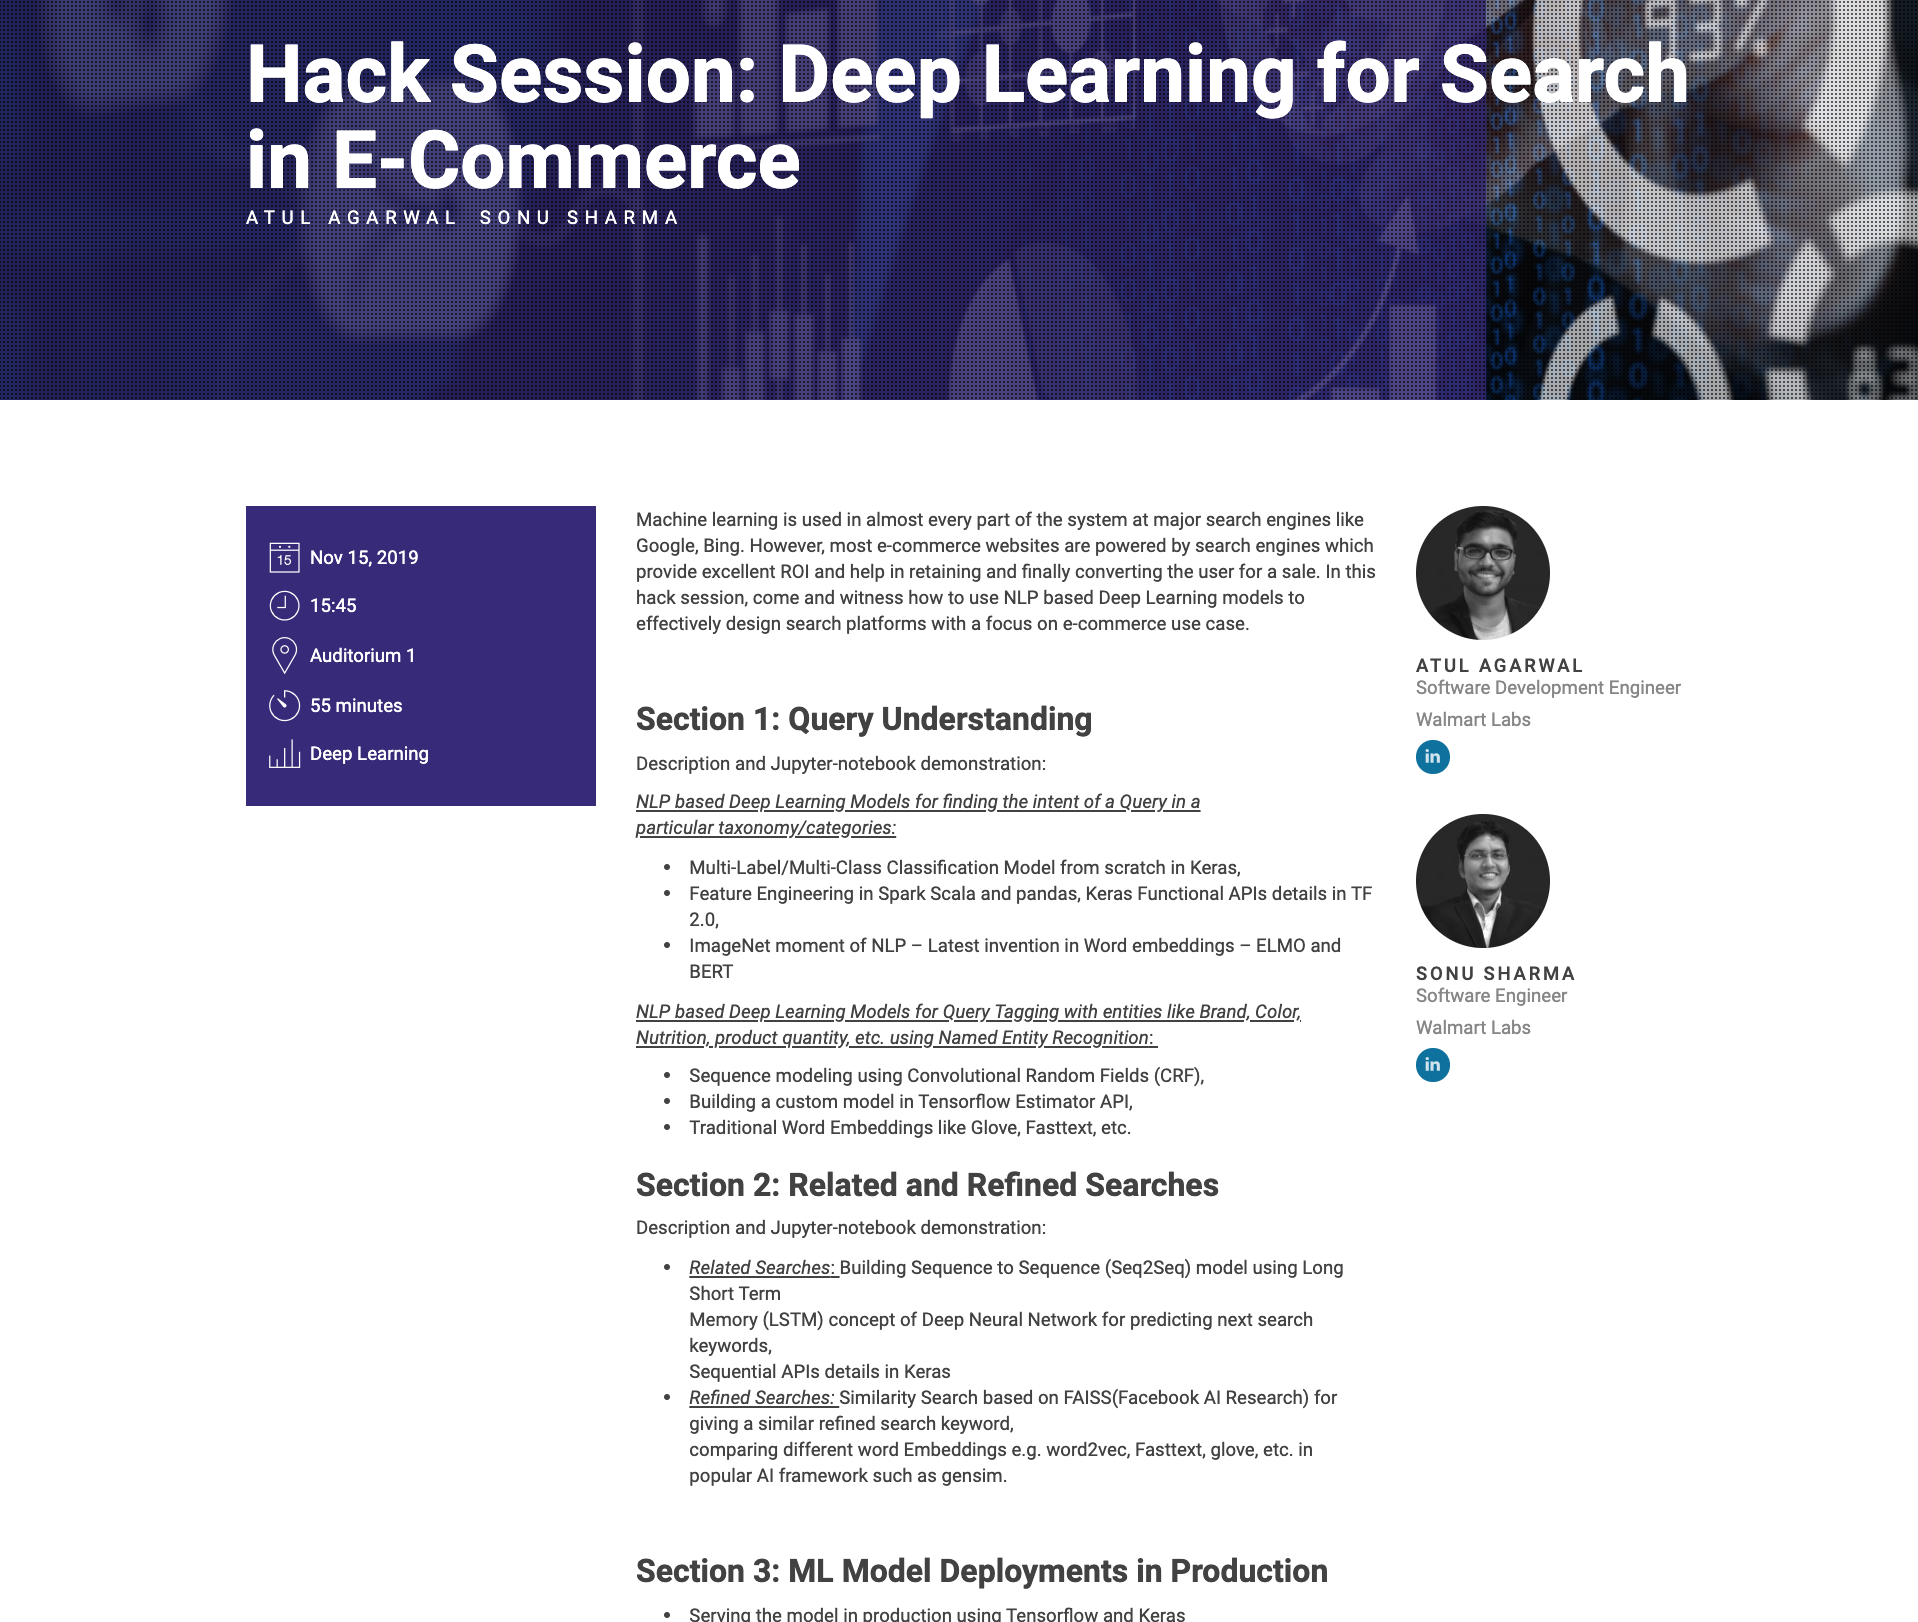 Hack Session: Deep Learning for Search
in E-Commerce
ATUL AGARWAL SONU SHARMA
93%
15
Nov 15, 2019
15:45
Auditorium 1
55 minutes
Deep Learning
Machine learning is used in almost every part of the system at major search engines like
Google, Bing. However, most e-commerce websites are powered by search engines which
provide excellent ROI and help in retaining and finally converting the user for a sale. In this
hack session, come and witness how to use NLP based Deep Learning models to
effectively design search platforms with a focus on e-commerce use case.
Section 1: Query Understanding
Description and Jupyter-notebook demonstration:
NLP based Deep Learning Models for finding the intent of a Query in a
particular taxonomy/categories:
• Multi-Label/Multi-Class Classification Model from scratch in Keras,
• Feature Engineering in Spark Scala and pandas, Keras Functional APIs details in TF
2.0,
• ImageNet moment of NLP – Latest invention in Word embeddings – ELMO and
BERT
NLP based Deep Learning Models for Query Tagging with entities like Brand, Color,
Nutrition, product quantity, etc. using Named Entity Recognition:
• Sequence modeling using Convolutional Random Fields (CRF),
• Building a custom model in Tensorflow Estimator API,
• Traditional Word Embeddings like Glove, Fasttext, etc.
Section 2: Related and Refined Searches
Description and Jupyter-notebook demonstration:
• Related Searches: Building Sequence to Sequence (Seq2Seq) model using Long
Short Term
Memory (LSTM) concept of Deep Neural Network for predicting next search
keywords,
Sequential APIs details in Keras
• Refined Searches: Similarity Search based on FAISS(Facebook AI Research) for
giving a similar refined search keyword,
comparing different word Embeddings e.g. word2vec, Fasttext, glove, etc. in
popular AI framework such as gensim.
Section 3: ML Model Deployments in Production
• Serving the model in production using Tensorflow and Keras
ATUL AGARWAL
Software Development Engineer
Walmart Labs
in
SONU SHARMA
Software Engineer
Walmart Labs
in